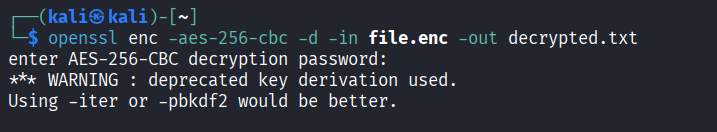 ┌──(kali㉿kali)-[~]
└─$ openssl enc -aes-256-cbc -d -in file.enc -out decrypted.txt
enter AES-256-CBC decryption password:
*** WARNING : deprecated key derivation used.
Using -iter or -pbkdf2 would be better.